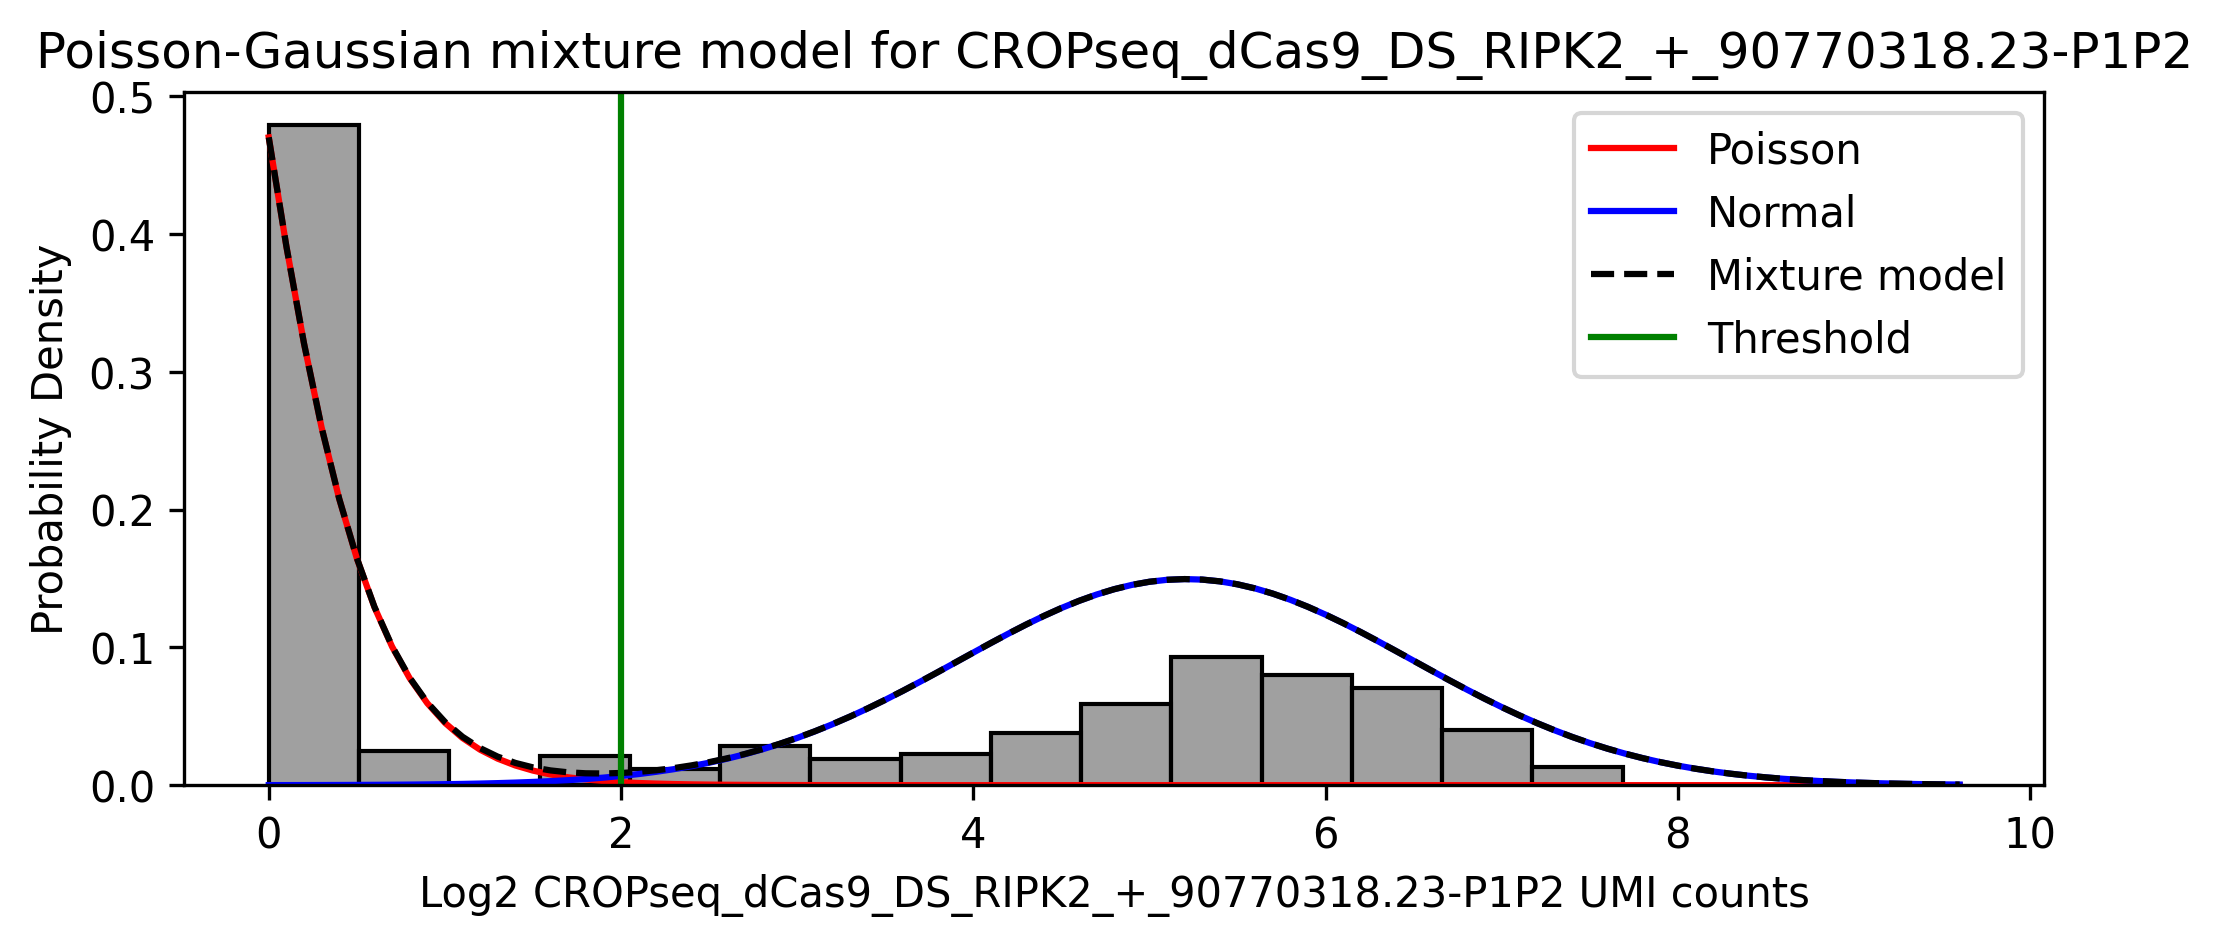 Poisson-Gaussian mixture model for CROPseq_dCas9_DS_RIPK2_+_90770318.23-P1P2
Probability Density
0.5
0.4
0.3
0.2
0.1
0.0
Poisson
Normal
Mixture model
Threshold
0 2 4 6 8 10
Log2 CROPseq_dCas9_DS_RIPK2_+_90770318.23-P1P2 UMI counts